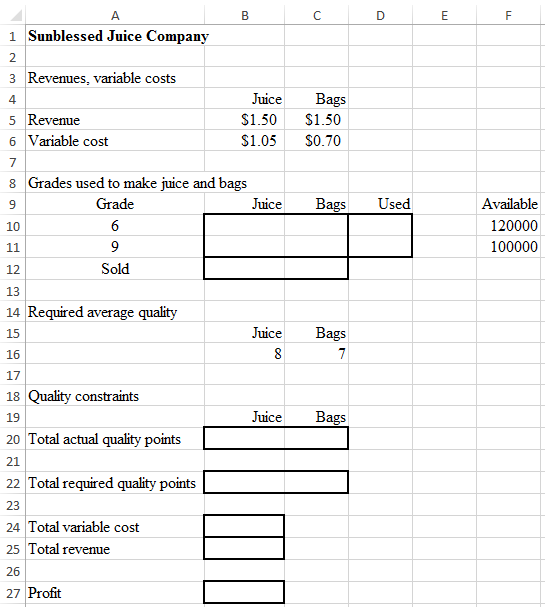 A B C D E F
1 Sunblessed Juice Company
2
3 Revenues, variable costs
4 Juice Bags
5 Revenue $1.50 $1.50
6 Variable cost $1.05 $0.70
7
8 Grades used to make juice and bags
9 Grade Juice Bags Used Available
10 6 120000
11 9 100000
12 Sold
13
14 Required average quality
15 Juice Bags
16 8 7
17
18 Quality constraints
19 Juice Bags
20 Total actual quality points
21
22 Total required quality points
23
24 Total variable cost
25 Total revenue
26
27 Profit